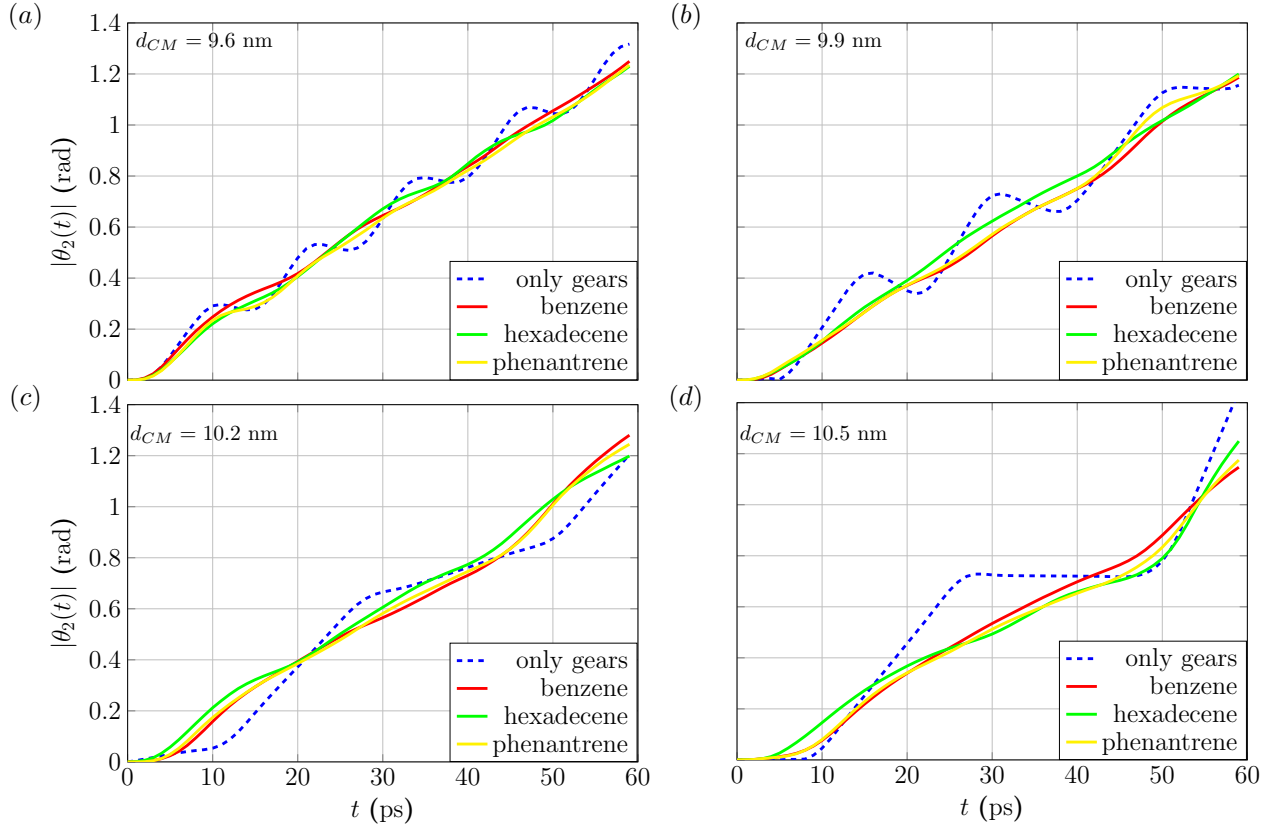 (a)
d_CM = 9.6 nm
1.4
1.2
1
0.8
0.6
0.4
0.2
0
|θ₂(t)| (rad)
only gears
benzene
hexadecene
phenantrene
(b)
d_CM = 9.9 nm
only gears
benzene
hexadecene
phenantrene
(c)
d_CM = 10.2 nm
1.4
1.2
1
0.8
0.6
0.4
0.2
0
|θ₂(t)| (rad)
only gears
benzene
hexadecene
phenantrene
0 10 20 30 40 50 60
t (ps)
(d)
d_CM = 10.5 nm
only gears
benzene
hexadecene
phenantrene
0 10 20 30 40 50 60
t (ps)